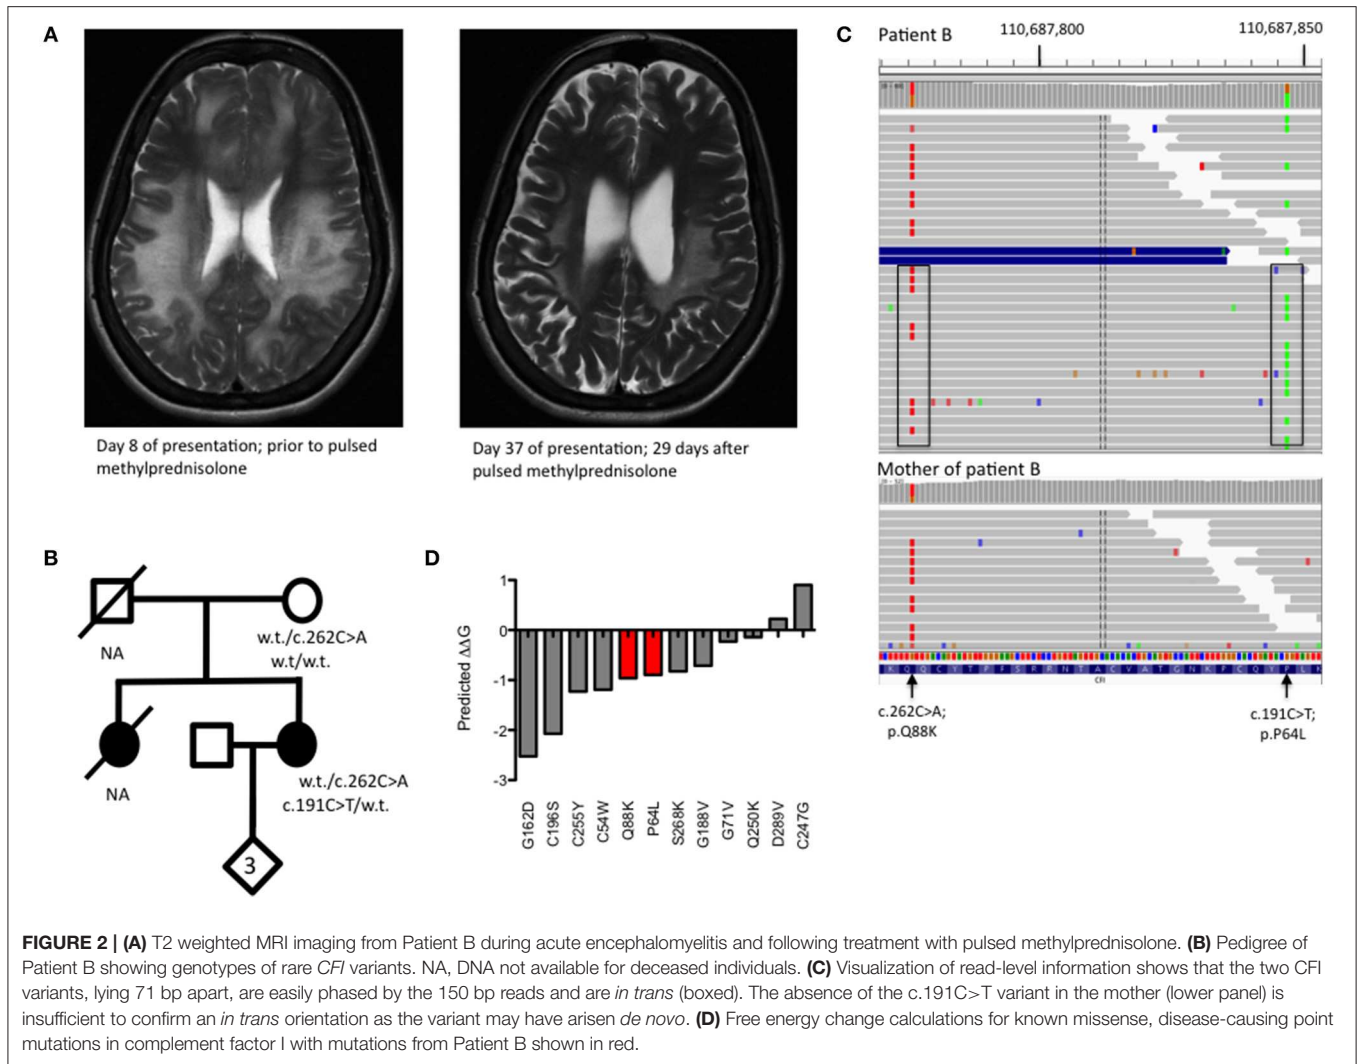 A
Day 8 of presentation; prior to pulsed
methylprednisolone
Day 37 of presentation; 29 days after
pulsed methylprednisolone
C
Patient B
110,687,800
110,687,850
Mother of patient B
CFI
c.262C>A;
p.Q88K
c.191C>T;
p.P64L
B
NA
w.t./c.262C>A
w.t/w.t.
NA
w.t./c.262C>A
c.191C>T/w.t.
3
D
Predicted ΔΔG
1
0
-1
-2
-3
G162D
C196S
C255Y
C54W
Q88K
P64L
S268K
G188V
G71V
Q250K
D289V
C247G
FIGURE 2 | (A) T2 weighted MRI imaging from Patient B during acute encephalomyelitis and following treatment with pulsed methylprednisolone. (B) Pedigree of
Patient B showing genotypes of rare CFI variants. NA, DNA not available for deceased individuals. (C) Visualization of read-level information shows that the two CFI
variants, lying 71 bp apart, are easily phased by the 150 bp reads and are in trans (boxed). The absence of the c.191C>T variant in the mother (lower panel) is
insufficient to confirm an in trans orientation as the variant may have arisen de novo. (D) Free energy change calculations for known missense, disease-causing point
mutations in complement factor I with mutations from Patient B shown in red.